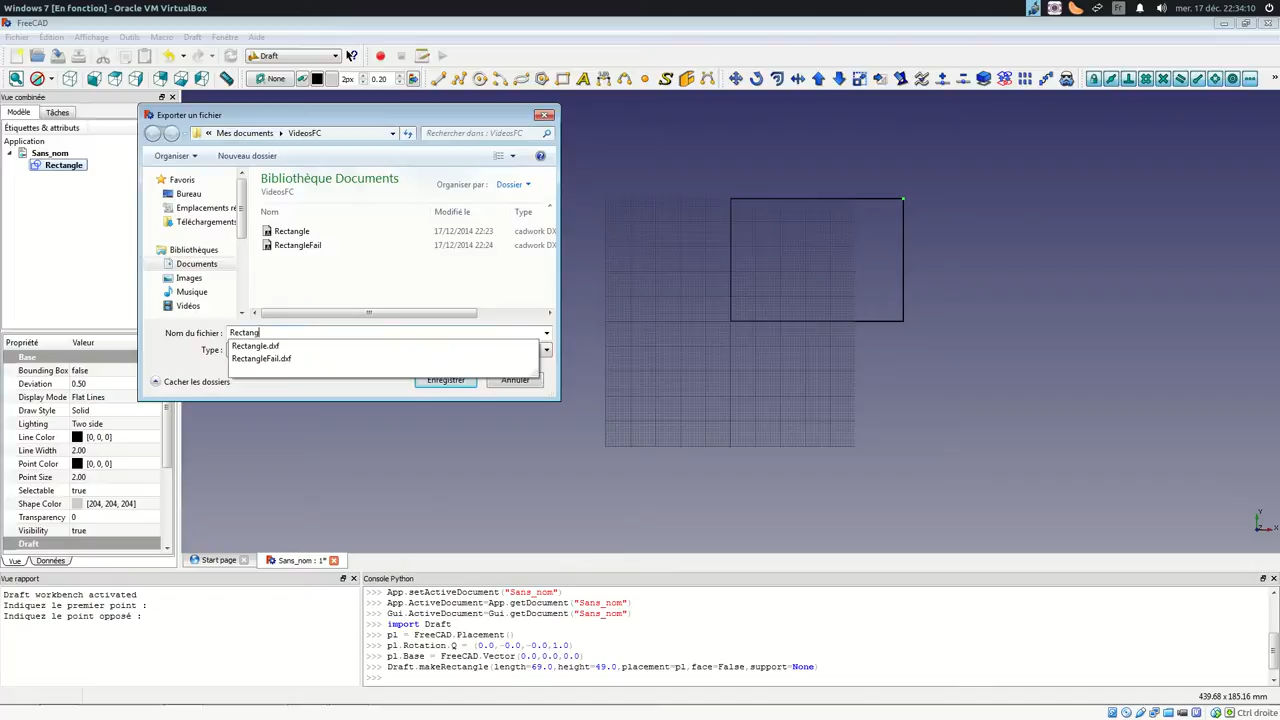 Windows 7 [En fonction] - Oracle VM VirtualBox
Fr
mer. 17 déc. 22:34:10
FreeCAD
Fichier Édition Affichage Outils Macro Draft Fenêtre Aide
Draft
None
2px
0.20
Vue combinée
Modèle
Tâches
Étiquettes & attributs
Application
Sans_nom
Rectangle
Exporter un fichier
« Mes documents
VideosFC
Rechercher dans : VideosFC
Organiser
Nouveau dossier
Favoris
Bureau
Emplacements ré
Téléchargements
Bibliothèques
Documents
Images
Musique
Vidéos
Bibliothèque Documents
VideosFC
Organiser par :
Dossier
Nom
Modifié le
Type
Rectangle
17/12/2014 22:23
cadwork DX
RectangleFail
17/12/2014 22:24
cadwork DX
Nom du fichier :
Rectang
Type :
Rectangle.dxf
RectangleFail.dxf
Cacher les dossiers
Enregistrer
Annuler
Propriété
Valeur
Base
Bounding Box false
Deviation 0.50
Display Mode Flat Lines
Draw Style Solid
Lighting Two side
Line Color [0, 0, 0]
Line Width 2.00
Point Color [0, 0, 0]
Point Size 2.00
Selectable true
Shape Color [204, 204, 204]
Transparency 0
Visibility true
Draft
Vue
Données
Start page
Sans_nom : 1*
Vue rapport
Draft workbench activated
Indiquez le premier point :
Indiquez le point opposé :
Console Python
>>> App.setActiveDocument("Sans_nom")
>>> App.ActiveDocument=App.getDocument("Sans_nom")
>>> Gui.ActiveDocument=Gui.getDocument("Sans_nom")
>>> import Draft
>>> pl = FreeCAD.Placement()
>>> pl.Rotation.Q = (0.0,-0.0,-0.0,1.0)
>>> pl.Base = FreeCAD.Vector(0.0,0.0,0.0)
>>> Draft.makeRectangle(length=69.0,height=49.0,placement=pl,face=False,support=None)
>>>
Y
X
439.68 x 185.16 mm
Ctrl droite